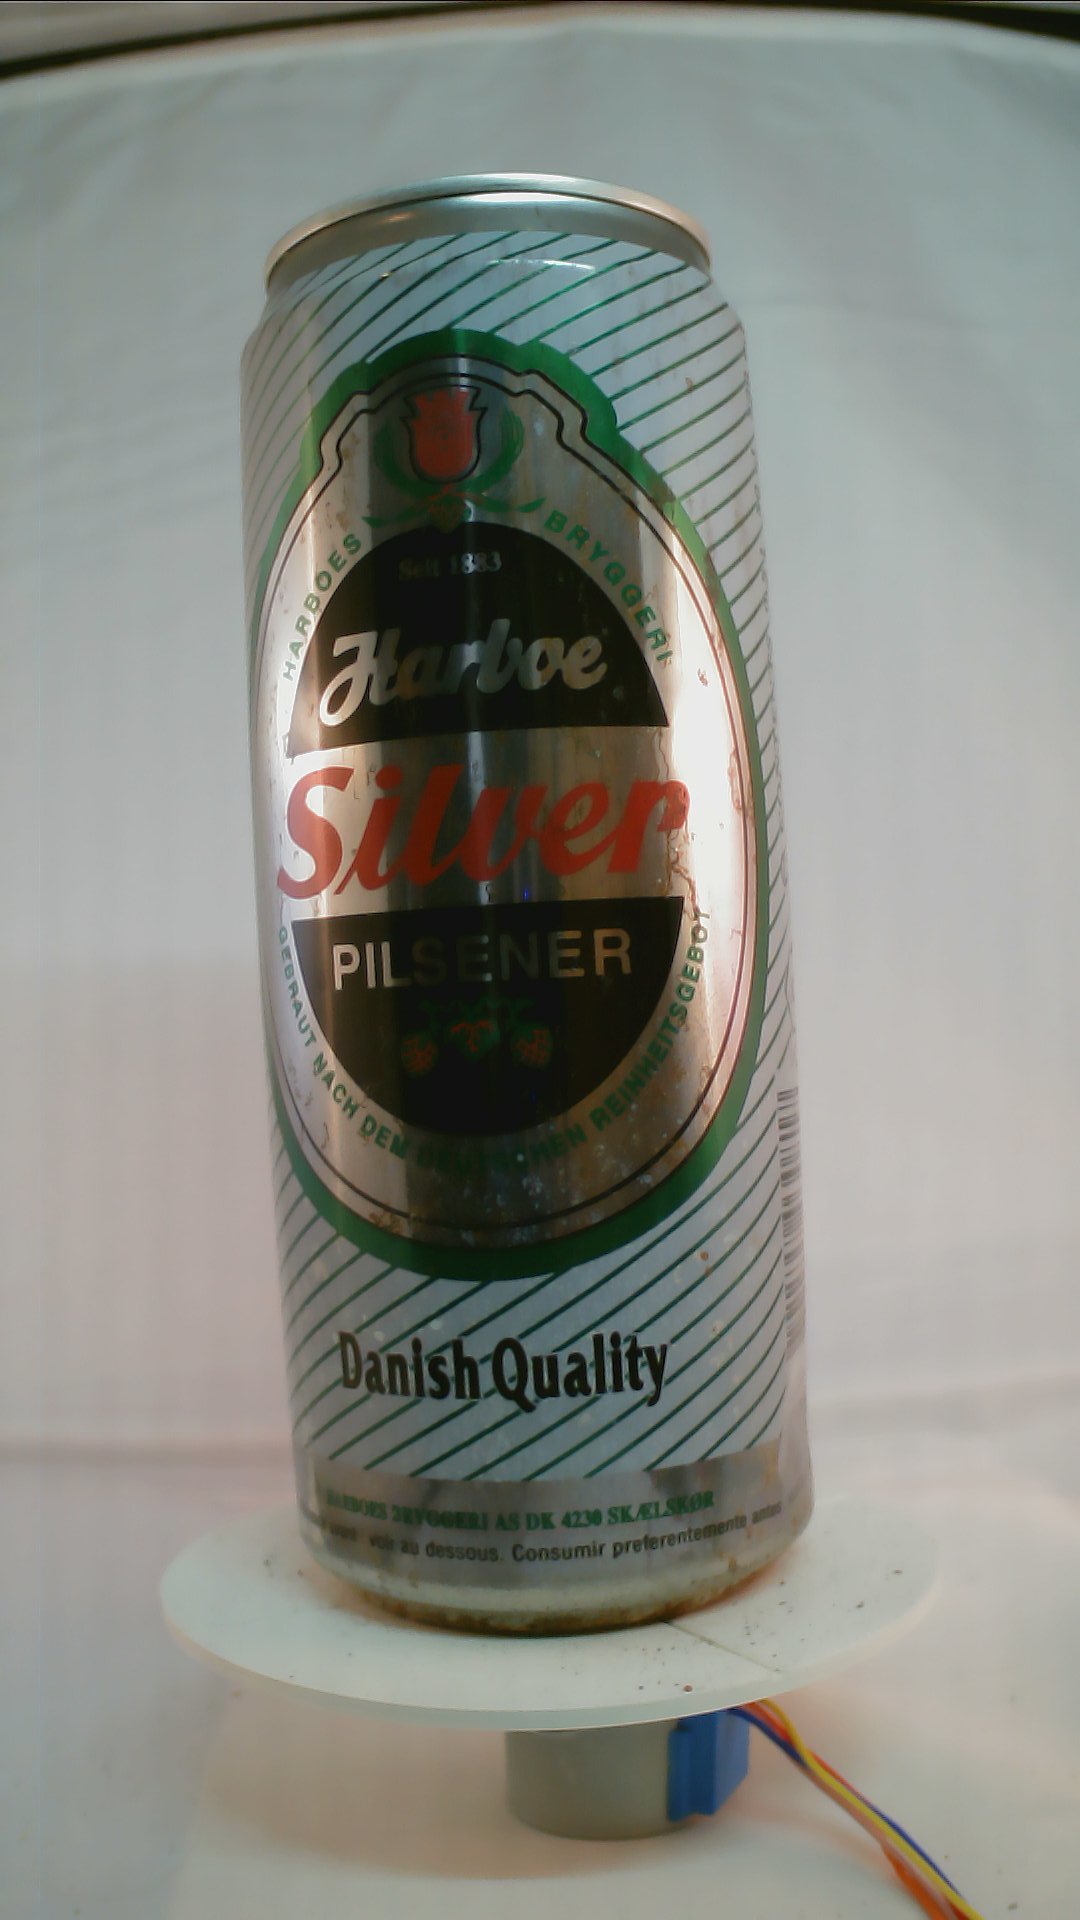 HARBOES BRYGGERI
Seit 1883
Harboe
Silver
PILSENER
GEBRAUT NACH DEM DEUTSCHEN REINHEITSGEBOT
Danish Quality
HARBOES BRYGGERI AS DK 4230 SKÆLSKØR
voir au dessous. Consumir preferentemente antes